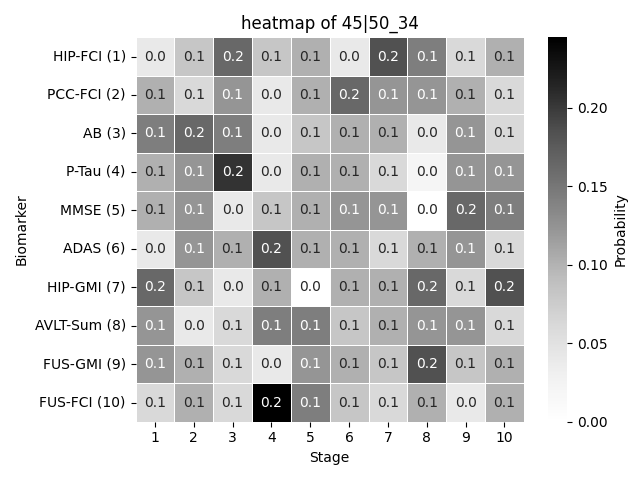 heatmap of 45|50_34
HIP-FCI (1) 0.0 0.1 0.2 0.1 0.1 0.0 0.2 0.1 0.1 0.1
PCC-FCI (2) 0.1 0.1 0.1 0.0 0.1 0.2 0.1 0.1 0.1 0.1
AB (3) 0.1 0.2 0.1 0.0 0.1 0.1 0.1 0.0 0.1 0.1
P-Tau (4) 0.1 0.1 0.2 0.0 0.1 0.1 0.1 0.0 0.1 0.1
MMSE (5) 0.1 0.1 0.0 0.1 0.1 0.1 0.1 0.0 0.2 0.1
ADAS (6) 0.0 0.1 0.1 0.2 0.1 0.1 0.1 0.1 0.1 0.1
HIP-GMI (7) 0.2 0.1 0.0 0.1 0.0 0.1 0.1 0.2 0.1 0.2
AVLT-Sum (8) 0.1 0.0 0.1 0.1 0.1 0.1 0.1 0.1 0.1 0.1
FUS-GMI (9) 0.1 0.1 0.1 0.0 0.1 0.1 0.1 0.2 0.1 0.1
FUS-FCI (10) 0.1 0.1 0.1 0.2 0.1 0.1 0.1 0.1 0.0 0.1
1 2 3 4 5 6 7 8 9 10
Stage
Biomarker
0.20
0.15
0.10
0.05
0.00
Probability